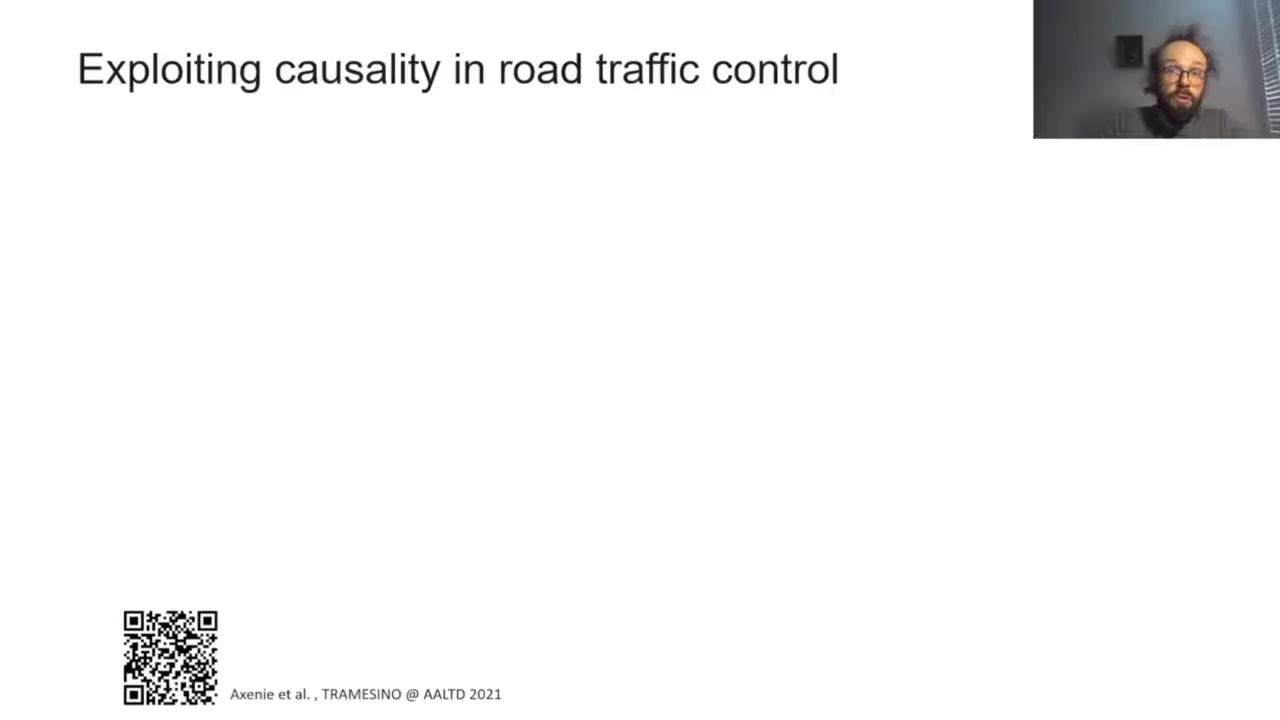 Exploiting causality in road traffic control
Axenie et al. , TRAMESINO @ AALTD 2021